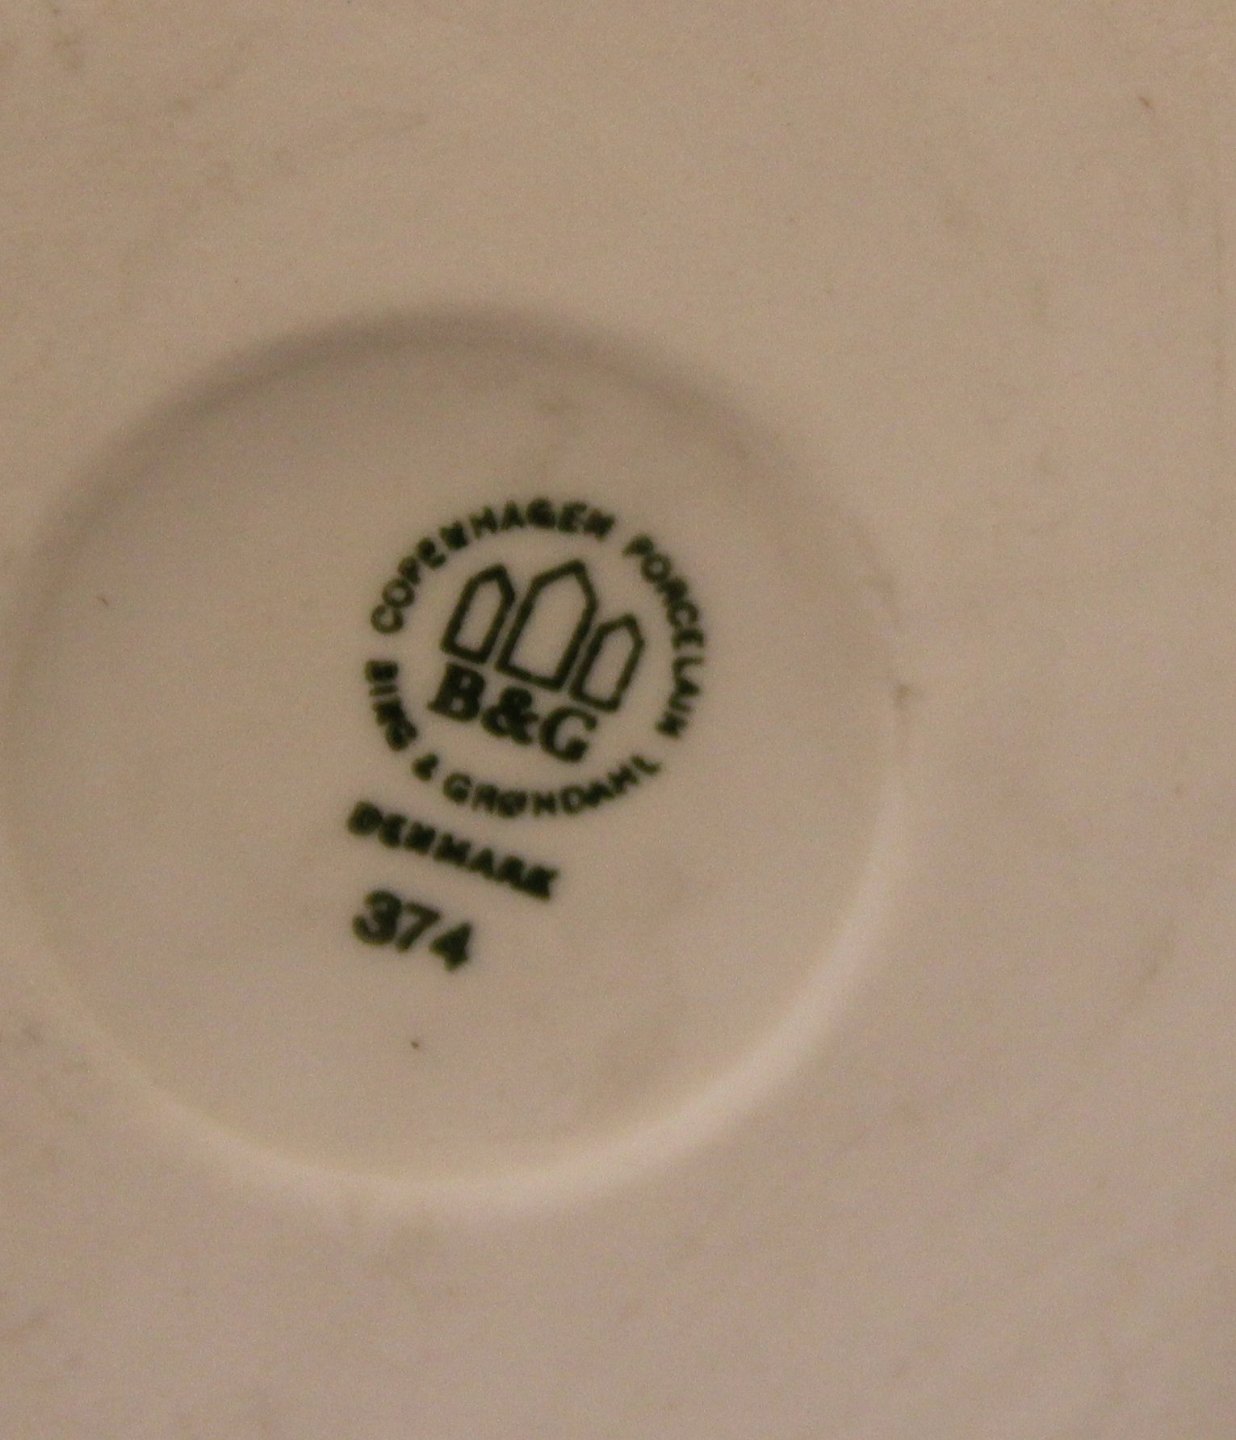 COPENHAGEN PORCELAIN
B&G
BING & GRØNDAHL
DENMARK
374